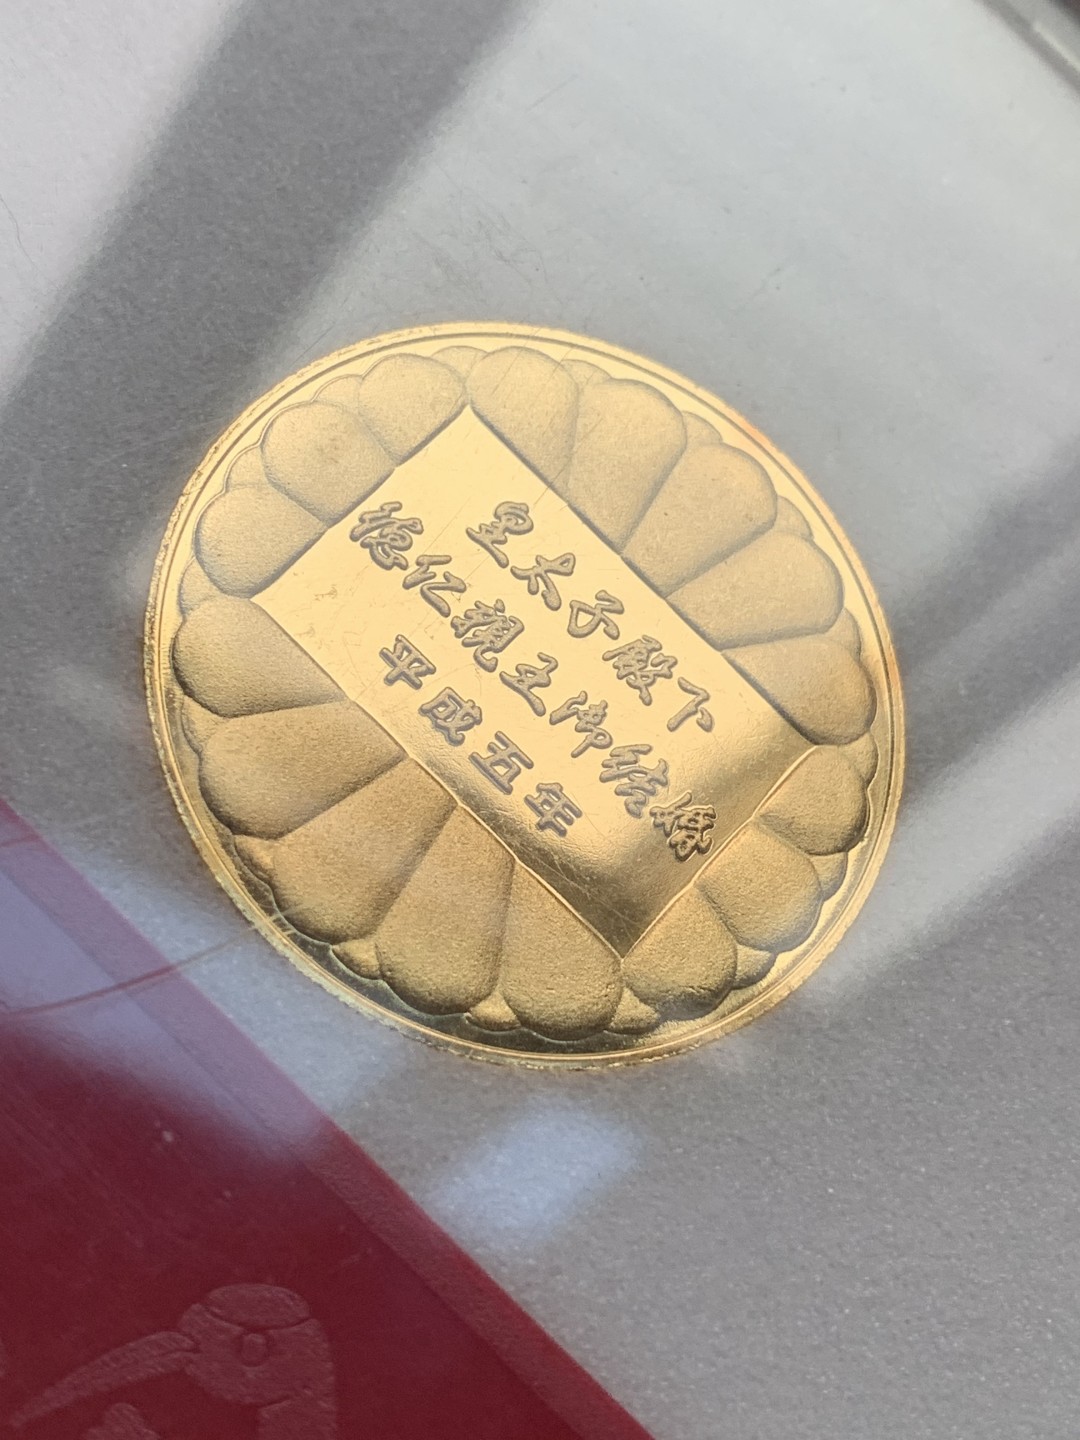 皇太子殿下
徳仁親王御結婚
平成五年